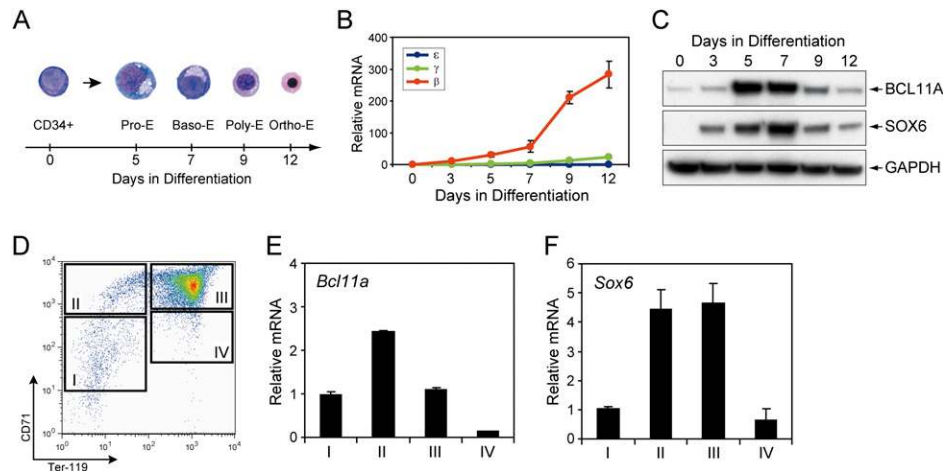 A
CD34+ Pro-E Baso-E Poly-E Ortho-E
0 5 7 9 12
Days in Differentiation
B
Relative mRNA
400
300
200
100
0
ε
γ
β
0 3 5 7 9 12
Days in Differentiation
C
Days in Differentiation
0 3 5 7 9 12
BCL11A
SOX6
GAPDH
D
CD71
10⁴
10³
10²
10¹
10⁰
II
III
I
IV
10⁰ 10¹ 10² 10³ 10⁴
Ter-119
E
Bcl11a
Relative mRNA
4
3
2
1
0
I II III IV
F
Sox6
Relative mRNA
6
5
4
3
2
1
0
I II III IV